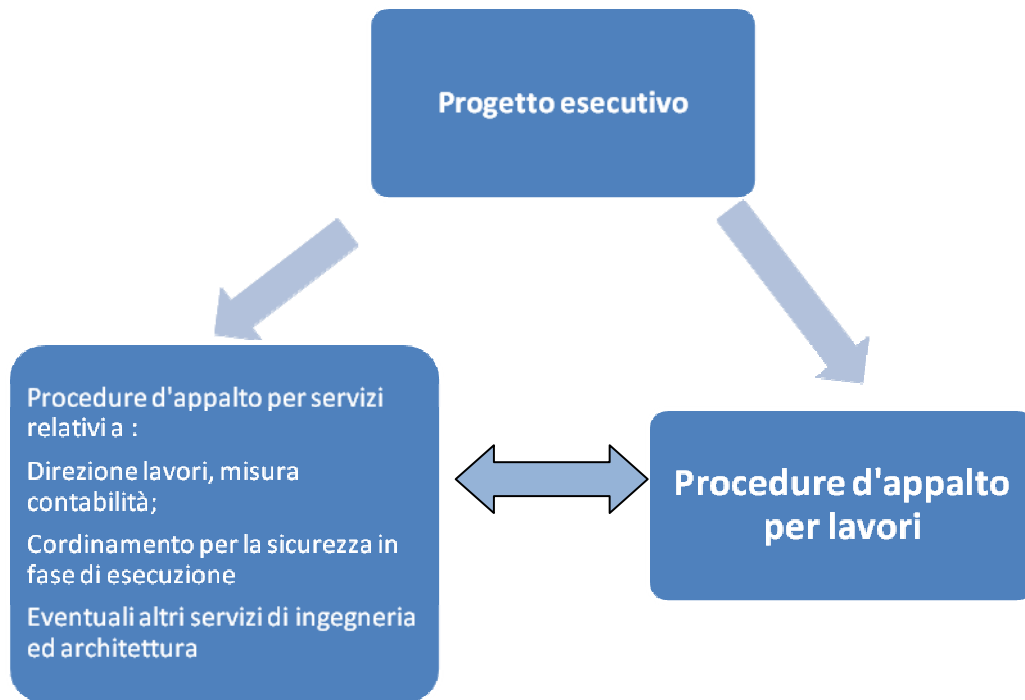 Progetto esecutivo
Procedure d'appalto per servizi
relativi a :
Direzione lavori, misura
contabilità;
Cordinamento per la sicurezza in
fase di esecuzione
Eventuali altri servizi di ingegneria
ed architettura
Procedure d'appalto
per lavori